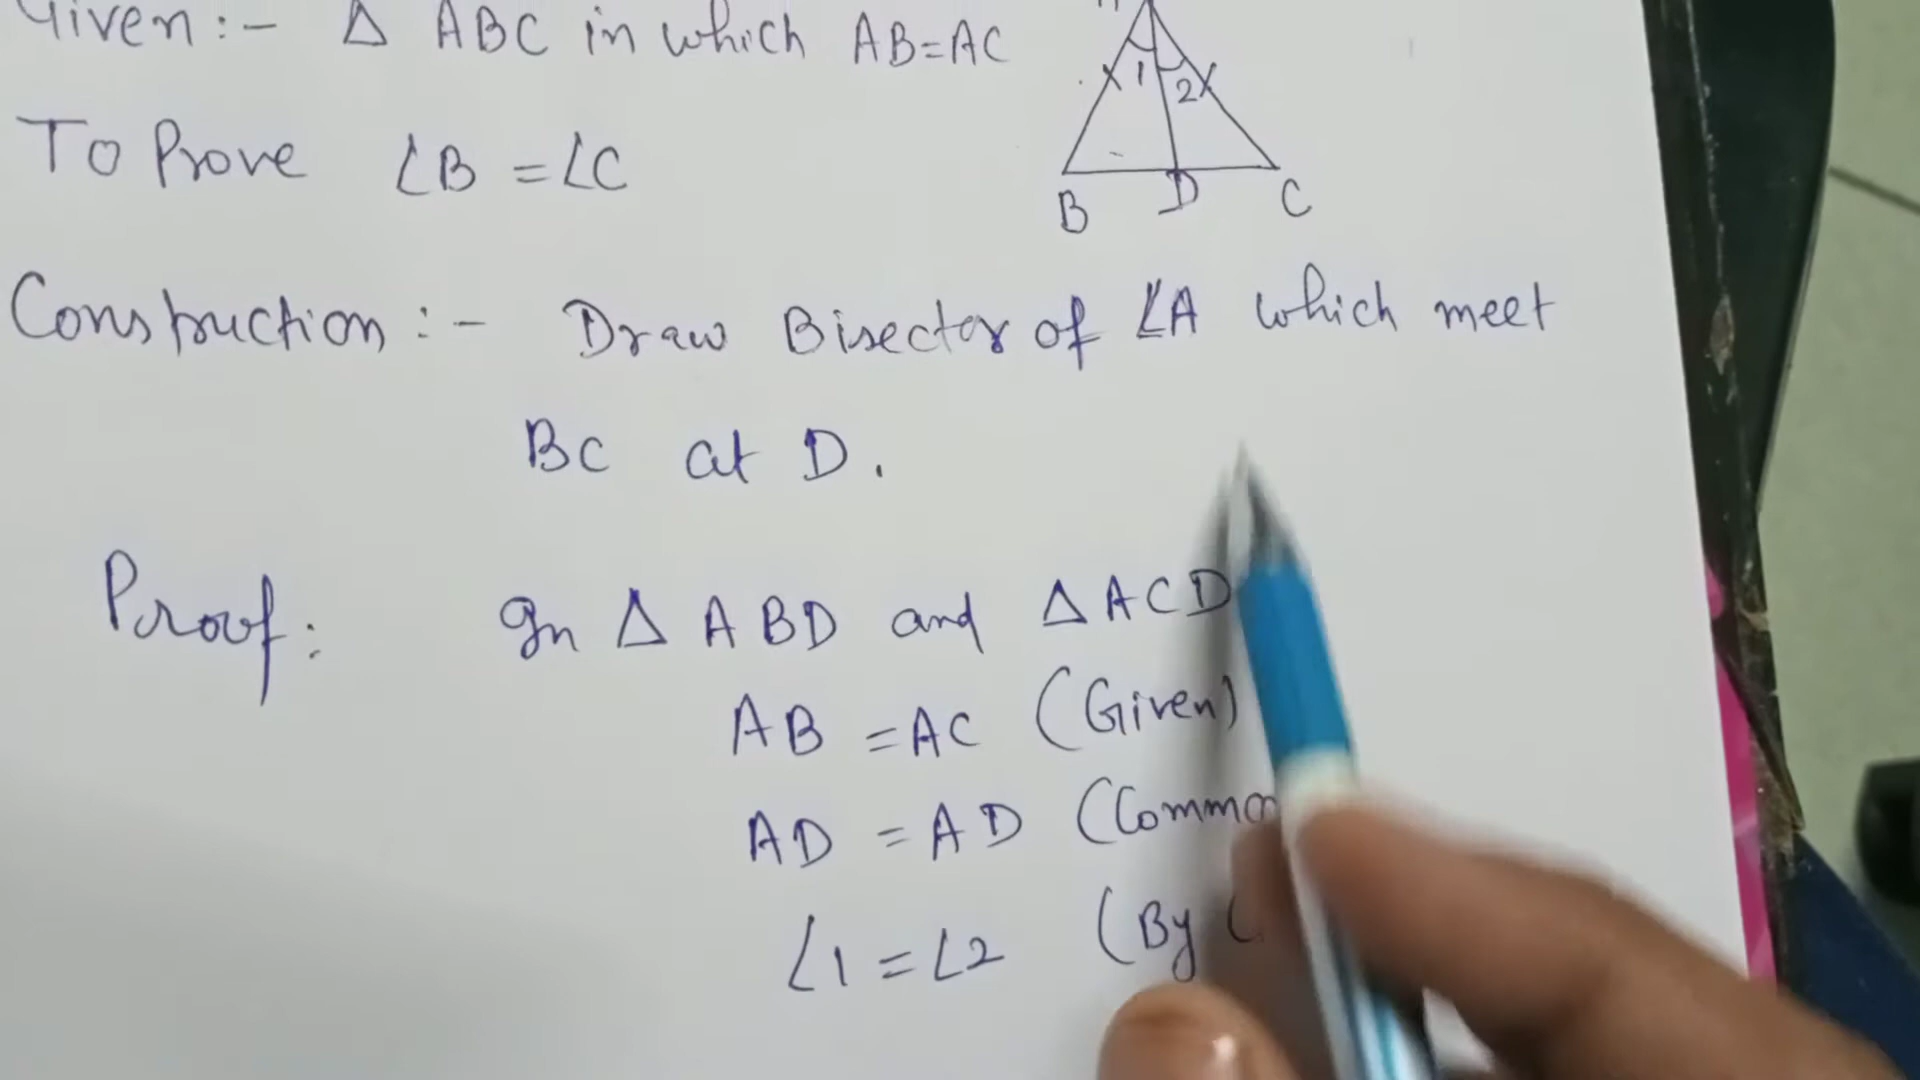 Given :- Δ ABC in which AB=AC
1 2
B D C
To Prove ∠B = ∠C
Construction :- Draw Bisector of ∠A which meet
BC at D.
Proof: In Δ ABD and ΔACD
AB = AC (Given)
AD = AD (Commo
∠1 = ∠2 (By C